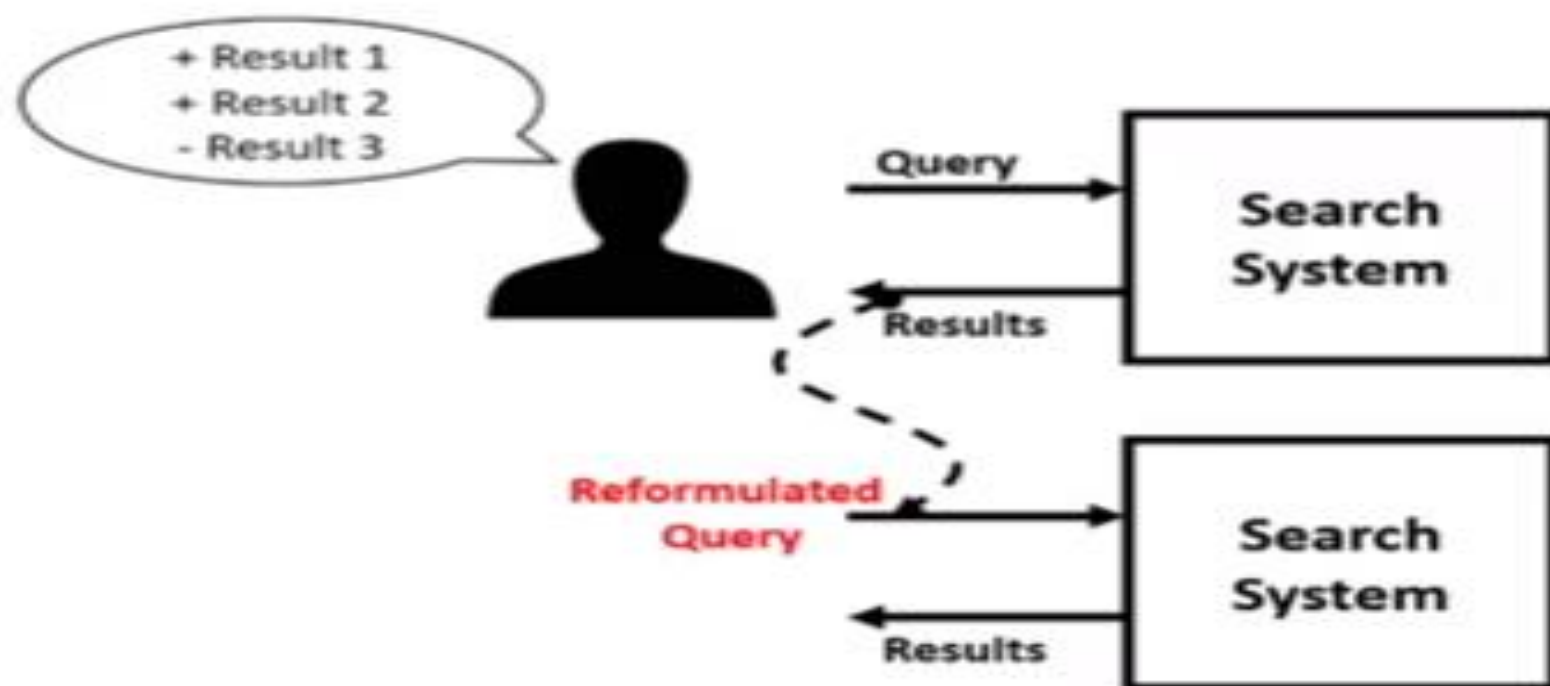 + Result 1
+ Result 2
- Result 3
Query
Search
System
Results
Reformulated
Query
Search
System
Results